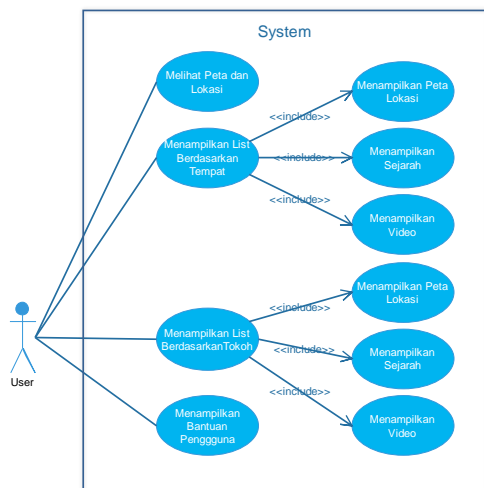 System
Melihat Peta dan
Lokasi
Menampilkan Peta
Lokasi
<<include>>
Menampilkan List
Berdasarkan
Tempat
<<include>>
Menampilkan
Sejarah
<<include>>
Menampilkan
Video
Menampilkan Peta
Lokasi
<<include>>
Menampilkan List
BerdasarkanTokoh
<<include>>
Menampilkan
Sejarah
<<include>>
Menampilkan
Video
User
Menampilkan
Bantuan
Penggguna